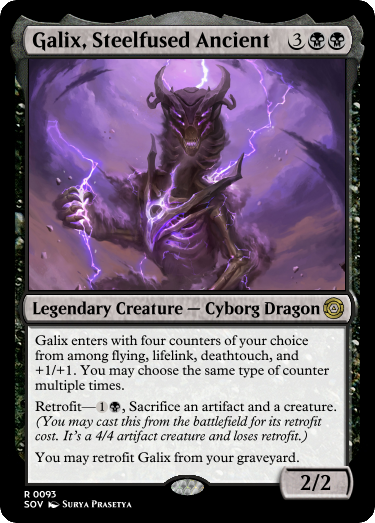 Galix, Steelfused Ancient 3
Legendary Creature — Cyborg Dragon
Galix enters with four counters of your choice
from among flying, lifelink, deathtouch, and
+1/+1. You may choose the same type of counter
multiple times.
Retrofit—1, Sacrifice an artifact and a creature.
(You may cast this from the battlefield for its retrofit
cost. It's a 4/4 artifact creature and loses retrofit.)
You may retrofit Galix from your graveyard.
2/2
R 0093
SOV Surya Prasetya